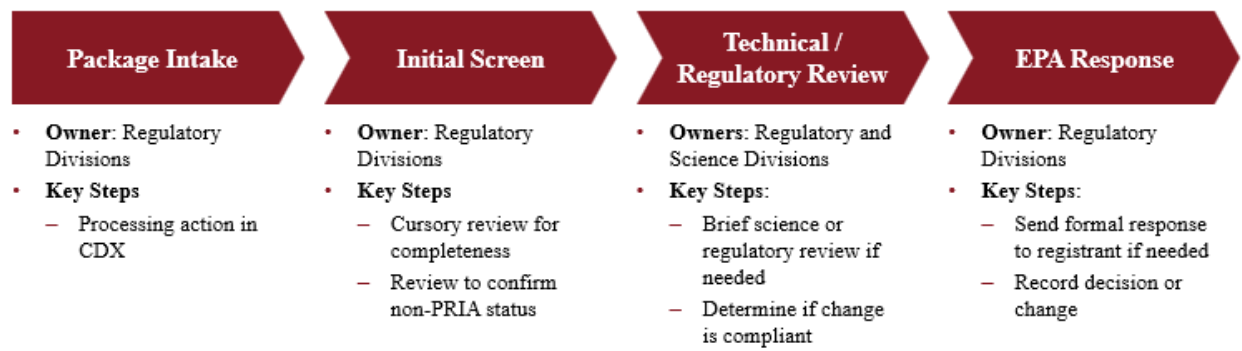 Package Intake
• Owner: Regulatory
Divisions
• Key Steps
– Processing action in
CDX
Initial Screen
• Owner: Regulatory
Divisions
• Key Steps
– Cursory review for
completeness
– Review to confirm
non-PRIA status
Technical /
Regulatory Review
• Owners: Regulatory and
Science Divisions
• Key Steps:
– Brief science or
regulatory review if
needed
– Determine if change
is compliant
EPA Response
• Owner: Regulatory
Divisions
• Key Steps:
– Send formal response
to registrant if needed
– Record decision or
change